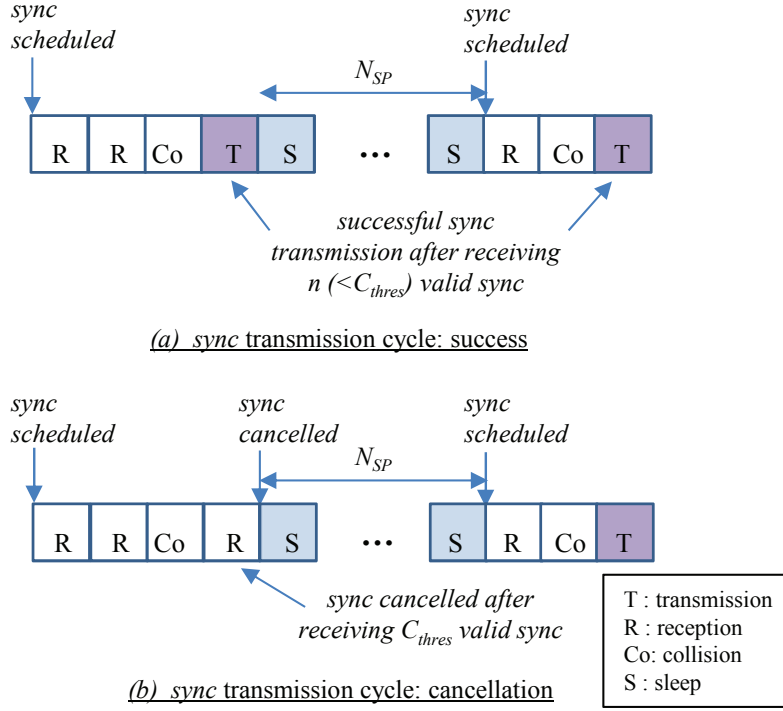 sync
scheduled
sync
scheduled
N_SP
R R Co T S ... S R Co T
successful sync
transmission after receiving
n (<C_thres) valid sync
(a) sync transmission cycle: success
sync
scheduled
sync
cancelled
sync
scheduled
N_SP
R R Co R S ... S R Co T
sync cancelled after
receiving C_thres valid sync
T : transmission
R : reception
Co: collision
S : sleep
(b) sync transmission cycle: cancellation